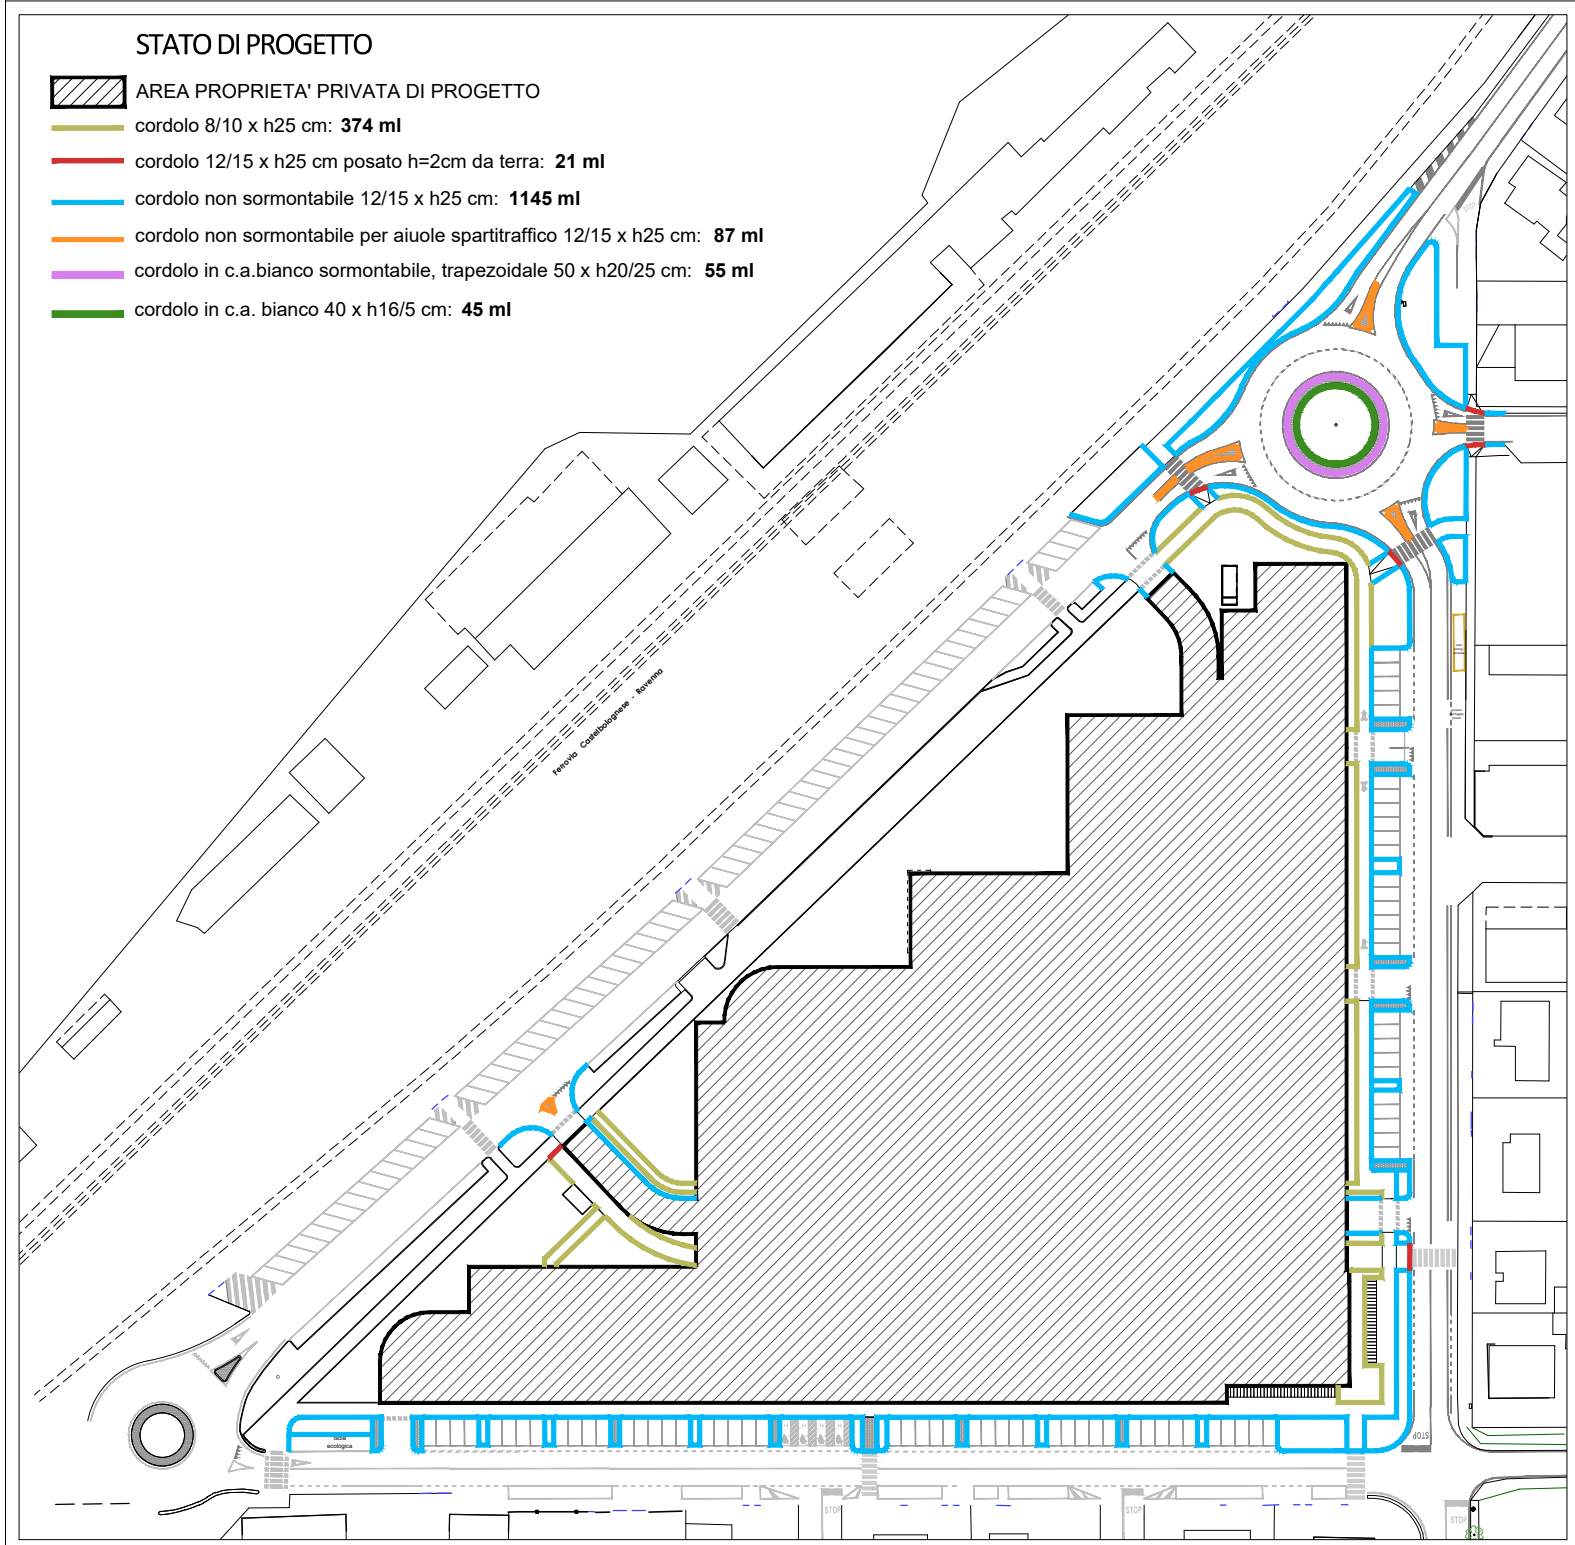 STATO DI PROGETTO
AREA PROPRIETA' PRIVATA DI PROGETTO
cordolo 8/10 x h25 cm: 374 ml
cordolo 12/15 x h25 cm posato h=2cm da terra: 21 ml
cordolo non sormontabile 12/15 x h25 cm: 1145 ml
cordolo non sormontabile per aiuole spartitraffico 12/15 x h25 cm: 87 ml
cordolo in c.a.bianco sormontabile, trapezoidale 50 x h20/25 cm: 55 ml
cordolo in c.a. bianco 40 x h16/5 cm: 45 ml
STOP
Ferrovia Castelbolognese - Ravenna
ecologica
STOP
STOP
STOP
STOP